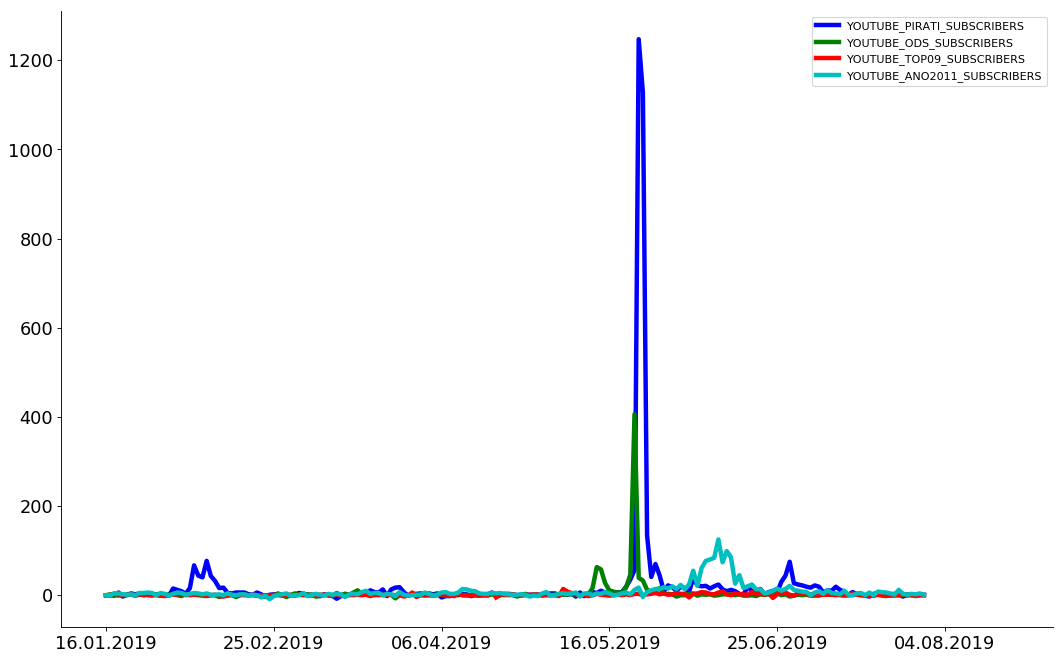 YOUTUBE_PIRATI_SUBSCRIBERS
YOUTUBE_ODS_SUBSCRIBERS
YOUTUBE_TOP09_SUBSCRIBERS
YOUTUBE_ANO2011_SUBSCRIBERS
1200
1000
800
600
400
200
0
16.01.2019 25.02.2019 06.04.2019 16.05.2019 25.06.2019 04.08.2019